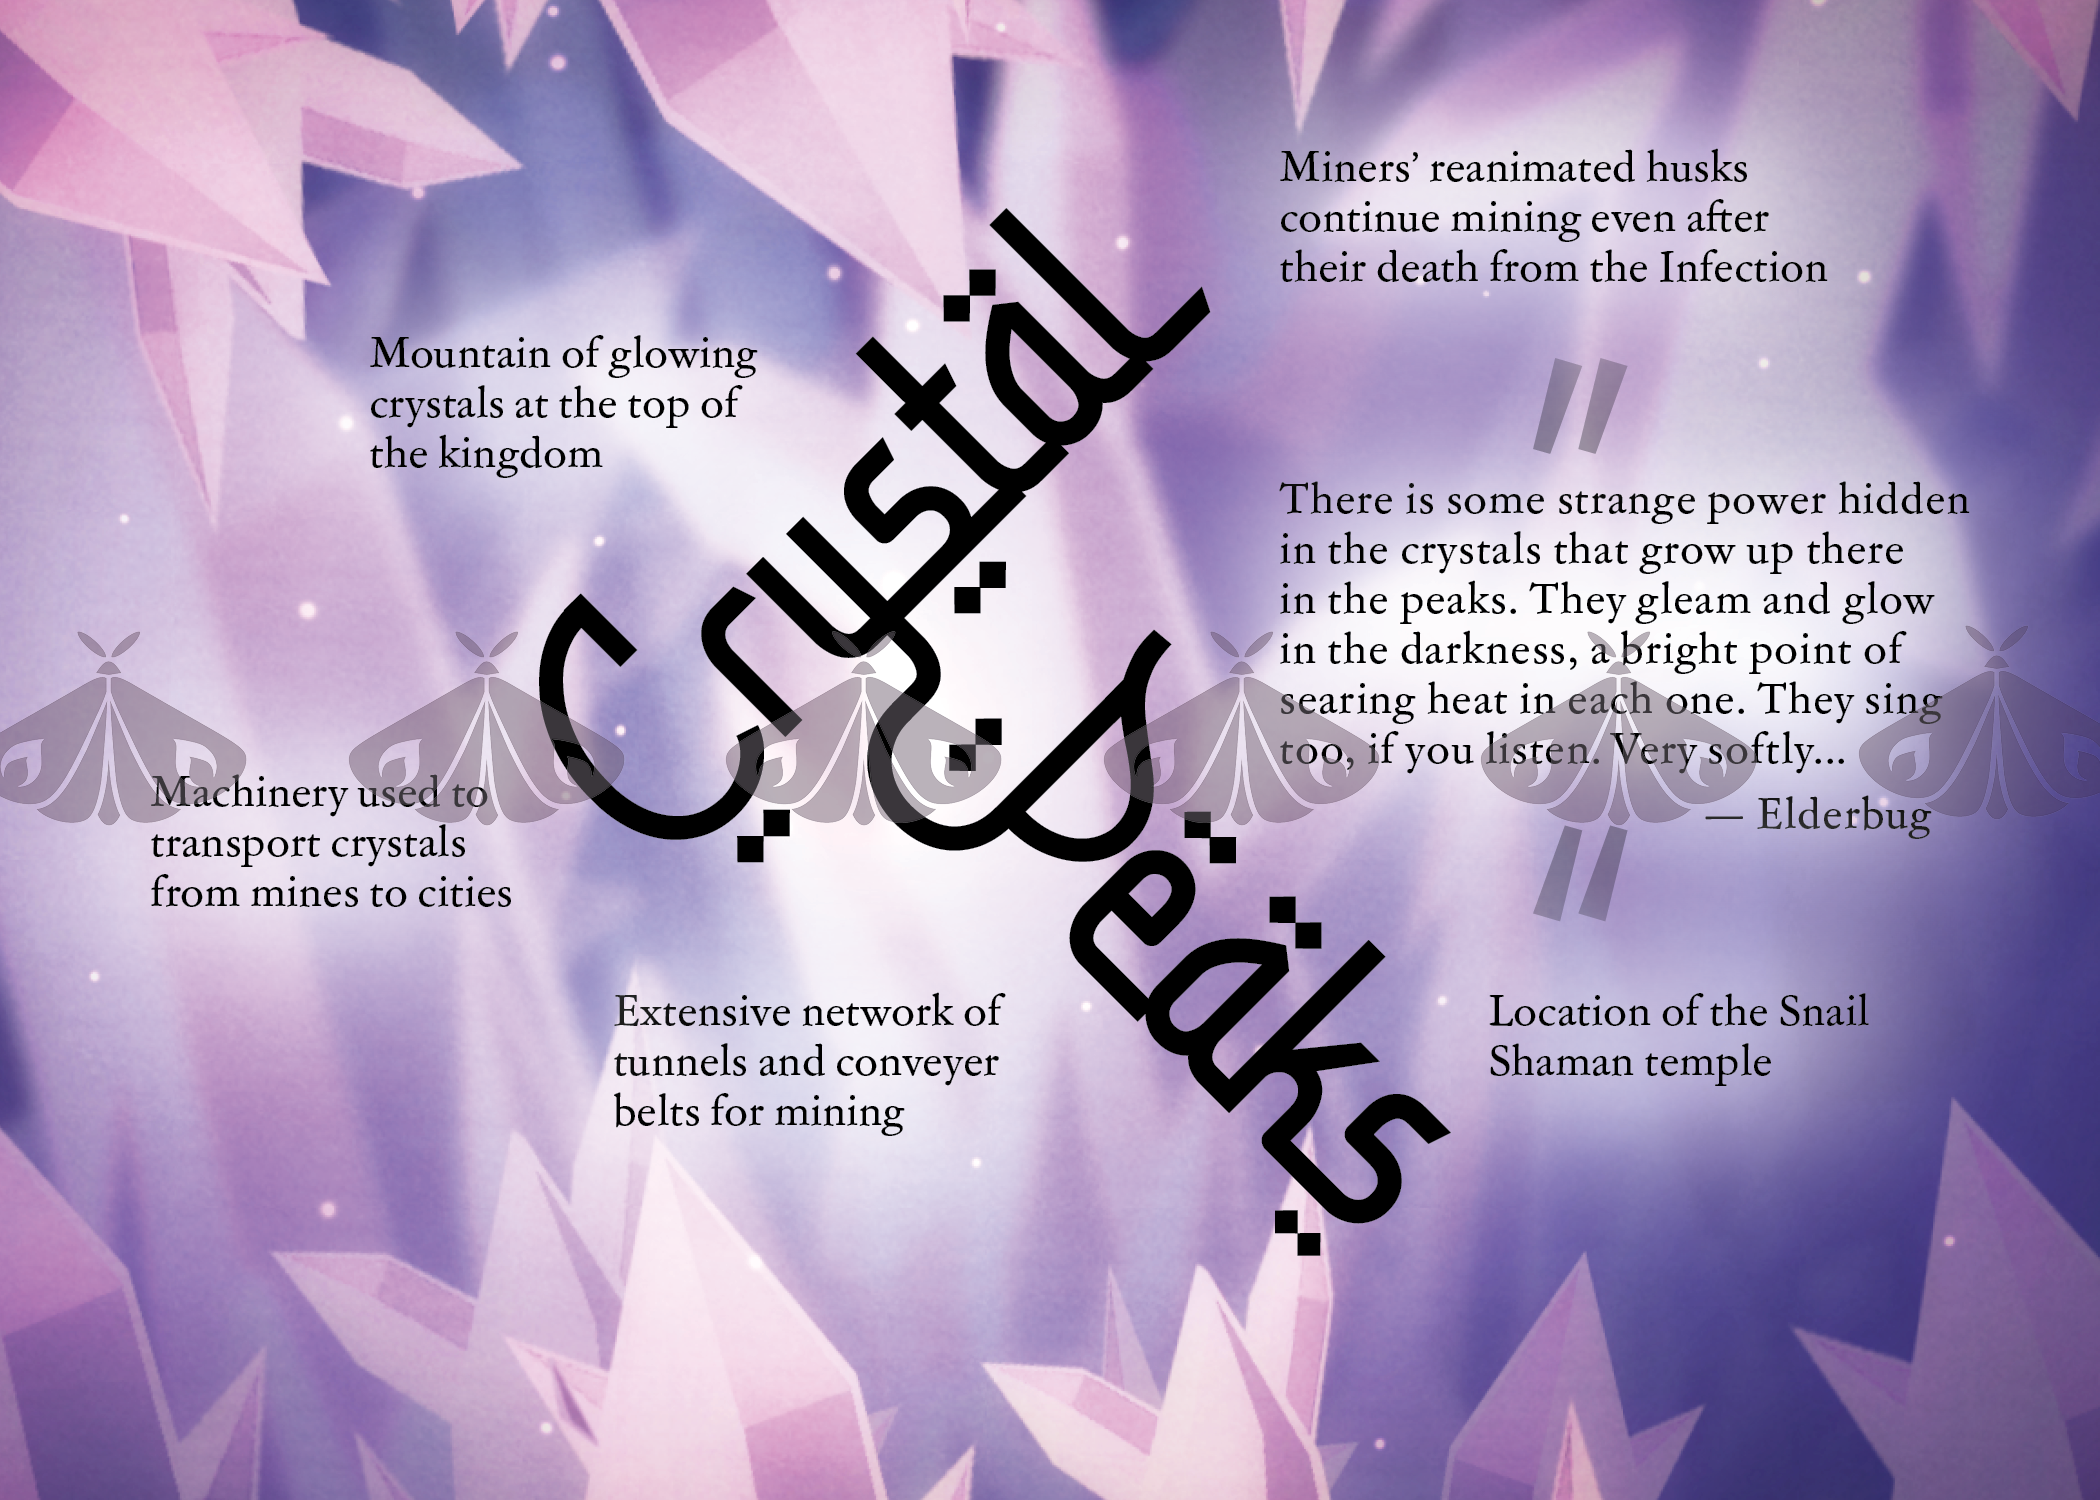 Miners’ reanimated husks
continue mining even after
their death from the Infection
Mountain of glowing
crystals at the top of
the kingdom
Crystal
Peaks
There is some strange power hidden
in the crystals that grow up there
in the peaks. They gleam and glow
in the darkness, a bright point of
searing heat in each one. They sing
too, if you listen. Very softly...
— Elderbug
Machinery used to
transport crystals
from mines to cities
Extensive network of
tunnels and conveyer
belts for mining
Location of the Snail
Shaman temple